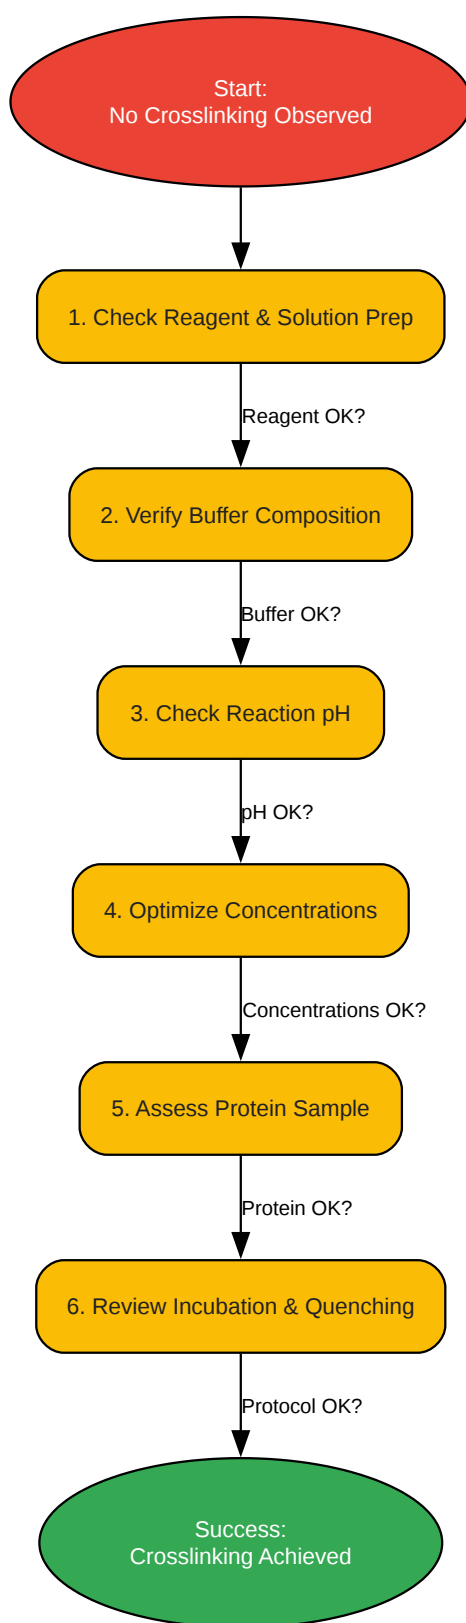 Start:
No Crosslinking Observed
1. Check Reagent & Solution Prep
Reagent OK?
2. Verify Buffer Composition
Buffer OK?
3. Check Reaction pH
pH OK?
4. Optimize Concentrations
Concentrations OK?
5. Assess Protein Sample
Protein OK?
6. Review Incubation & Quenching
Protocol OK?
Success:
Crosslinking Achieved